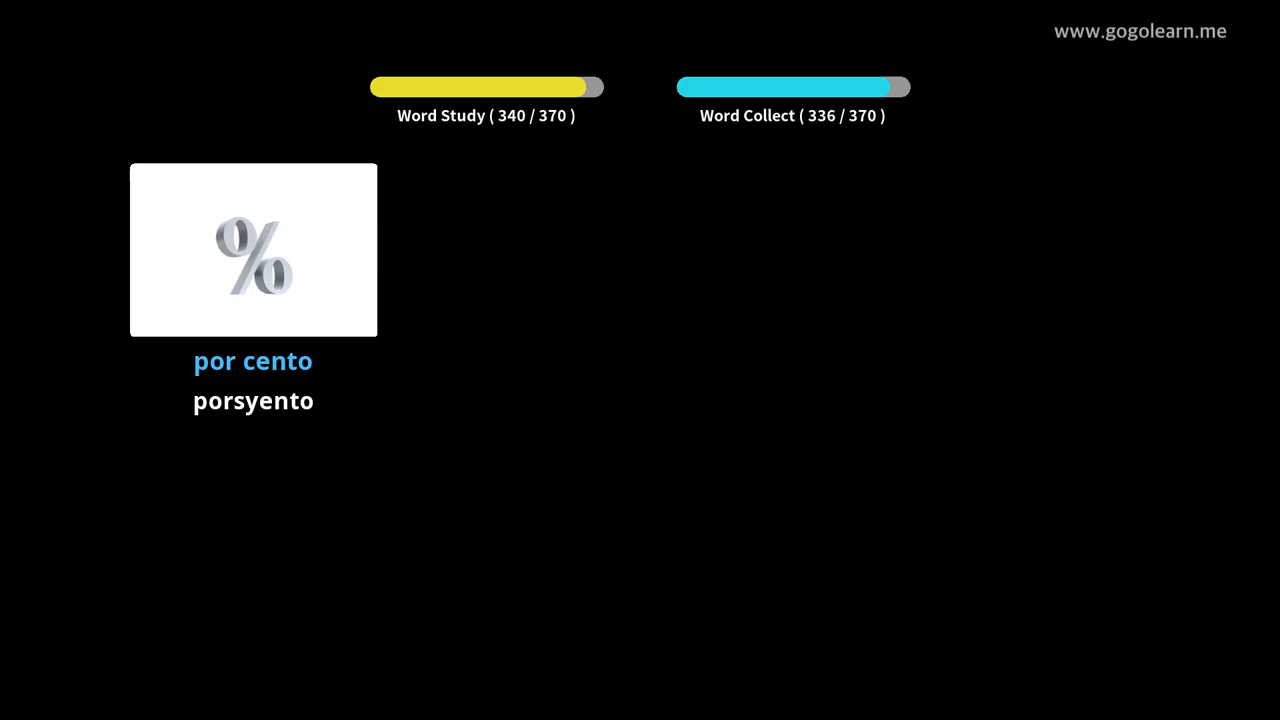 www.gogolearn.me
Word Study ( 340 / 370 )
Word Collect ( 336 / 370 )
%
por cento
porsyento